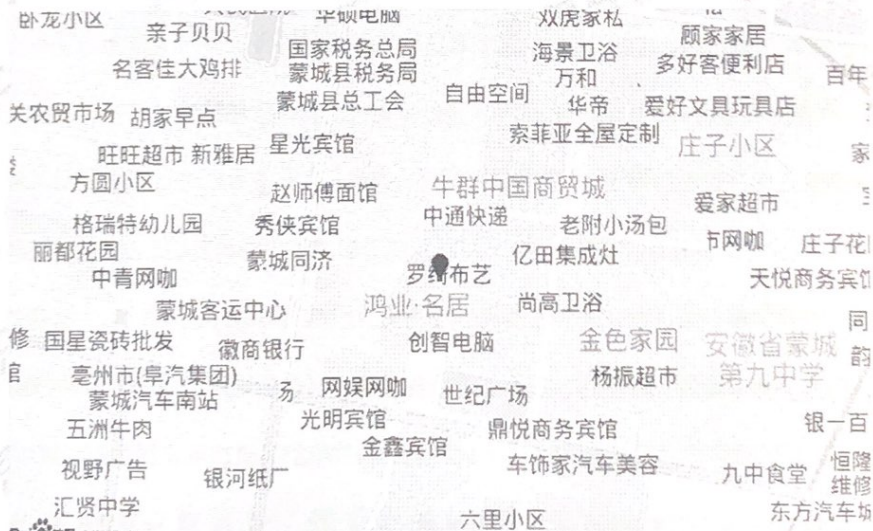 卧龙小区
华硕电脑
双虎家私
亲子贝贝
顾家家居
国家税务总局
海景卫浴
名客佳大鸡排
蒙城县税务局
万和
多好客便利店
百年
自由空间
蒙城县总工会
华帝
爱好文具玩具店
关农贸市场
胡家早点
索菲亚全屋定制
星光宾馆
庄子小区
旺旺超市
新雅居
家
方圆小区
赵师傅面馆
牛群中国商贸城
爱家超市
中通快递
格瑞特幼儿园
秀侠宾馆
老附小汤包
市网咖
庄子花
丽都花园
蒙城同济
亿田集成灶
中青网咖
罗绮布艺
天悦商务宾
蒙城客运中心
鸿业·名居
尚高卫浴
同
修
国星瓷砖批发
徽商银行
创智电脑
金色家园
安徽省蒙城
第九中学
韵
馆
亳州市(阜汽集团)
蒙城汽车南站
场
网娱网咖
世纪广场
杨振超市
五洲牛肉
光明宾馆
鼎悦商务宾馆
银一百
金鑫宾馆
视野广告
银河纸厂
车饰家汽车美容
九中食堂
恒隆
维修
汇贤中学
六里小区
东方汽车城